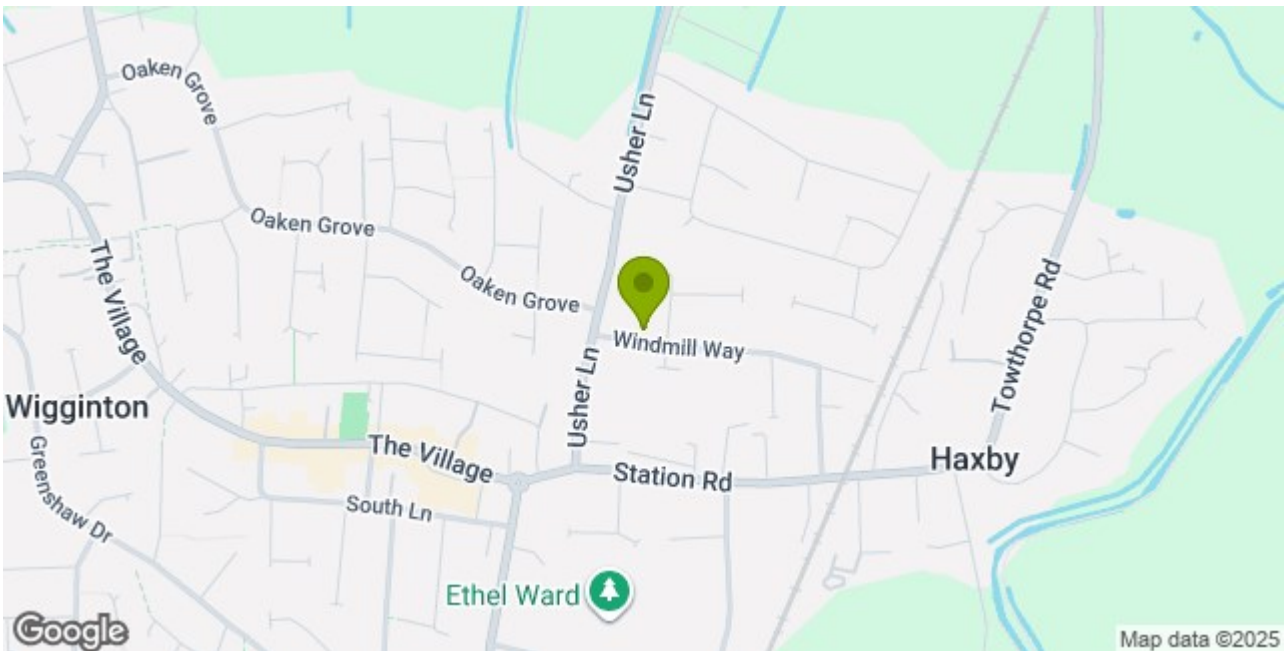 Oaken Grove
Usher Ln
Oaken Grove
The Village
Oaken Grove
Towthorpe Rd
Windmill Way
Usher Ln
Wigginton
The Village
Haxby
Station Rd
Greenshaw Dr
South Ln
Ethel Ward
Google
Map data ©2025